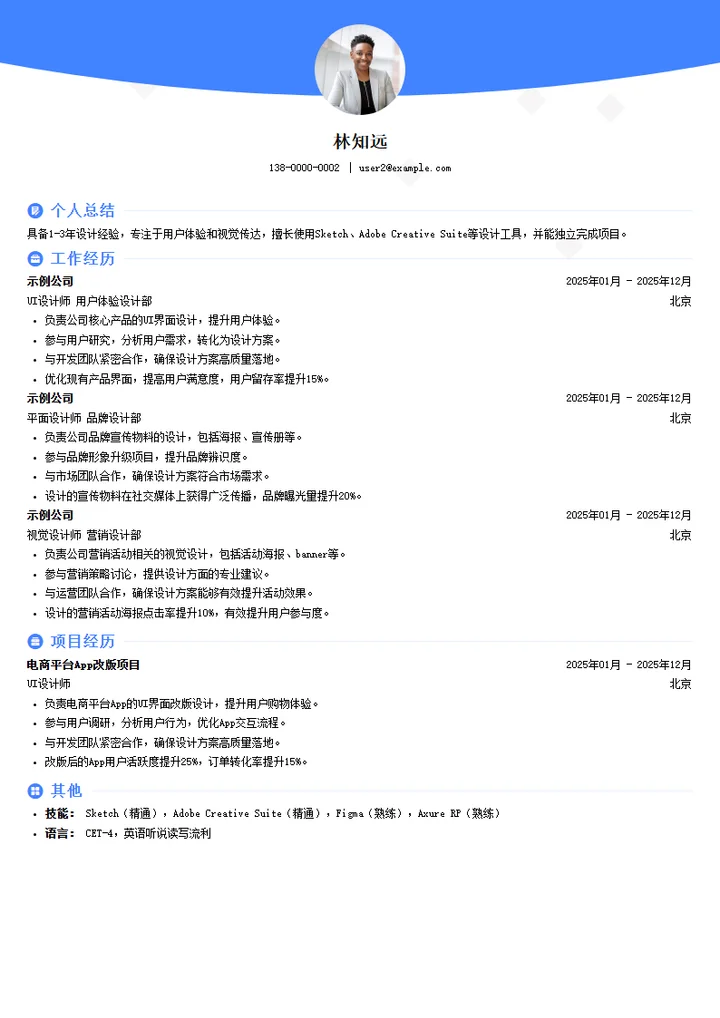 林知远
138-0000-0002 | user2@example.com
个人总结
具备1-3年设计经验，专注于用户体验和视觉传达，擅长使用Sketch、Adobe Creative Suite等设计工具，并能独立完成项目。
工作经历
示例公司 2025年01月 - 2025年12月
UI设计师 用户体验设计部 北京
• 负责公司核心产品的UI界面设计，提升用户体验。
• 参与用户研究，分析用户需求，转化为设计方案。
• 与开发团队紧密合作，确保设计方案高质量落地。
• 优化现有产品界面，提高用户满意度，用户留存率提升15%。
示例公司 2025年01月 - 2025年12月
平面设计师 品牌设计部 北京
• 负责公司品牌宣传物料的设计，包括海报、宣传册等。
• 参与品牌形象升级项目，提升品牌辨识度。
• 与市场团队合作，确保设计方案符合市场需求。
• 设计的宣传物料在社交媒体上获得广泛传播，品牌曝光量提升20%。
示例公司 2025年01月 - 2025年12月
视觉设计师 营销设计部 北京
• 负责公司营销活动相关的视觉设计，包括活动海报、banner等。
• 参与营销策略讨论，提供设计方面的专业建议。
• 与运营团队合作，确保设计方案能够有效提升活动效果。
• 设计的营销活动海报点击率提升10%，有效提升用户参与度。
项目经历
电商平台App改版项目 2025年01月 - 2025年12月
UI设计师 北京
• 负责电商平台App的UI界面改版设计，提升用户购物体验。
• 参与用户调研，分析用户行为，优化App交互流程。
• 与开发团队紧密合作，确保设计方案高质量落地。
• 改版后的App用户活跃度提升25%，订单转化率提升15%。
其他
• 技能： Sketch（精通），Adobe Creative Suite（精通），Figma（熟练），Axure RP（熟练）
• 语言： CET-4，英语听说读写流利